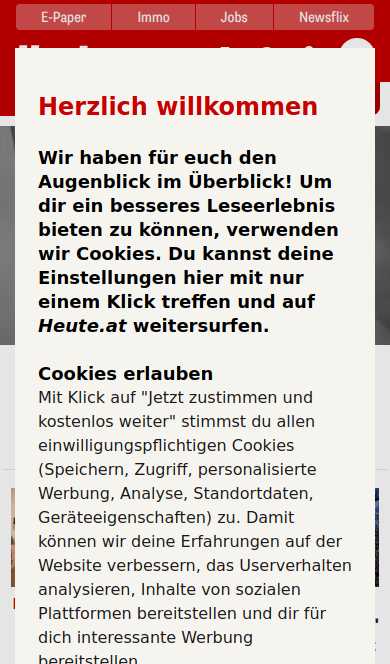 E-Paper
Immo
Jobs
Newsflix
Herzlich willkommen
Wir haben für euch den
Augenblick im Überblick! Um
dir ein besseres Leseerlebnis
bieten zu können, verwenden
wir Cookies. Du kannst deine
Einstellungen hier mit nur
einem Klick treffen und auf
Heute.at weitersurfen.
Cookies erlauben
Mit Klick auf "Jetzt zustimmen und
kostenlos weiter" stimmst du allen
einwilligungspflichtigen Cookies
(Speichern, Zugriff, personalisierte
Werbung, Analyse, Standortdaten,
Geräteeigenschaften) zu. Damit
können wir deine Erfahrungen auf der
Website verbessern, das Userverhalten
analysieren, Inhalte von sozialen
Plattformen bereitstellen und dir für
dich interessante Werbung
bereitstellen